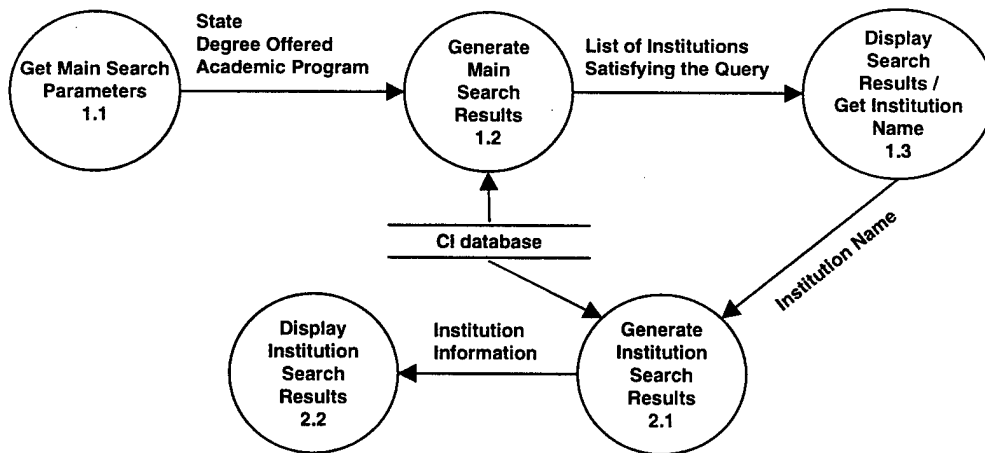 Get Main Search
Parameters
1.1
State
Degree Offered
Academic Program
Generate
Main
Search
Results
1.2
List of Institutions
Satisfying the Query
Display
Search
Results /
Get Institution
Name
1.3
CI database
Institution Name
Display
Institution
Search
Results
2.2
Institution
Information
Generate
Institution
Search
Results
2.1